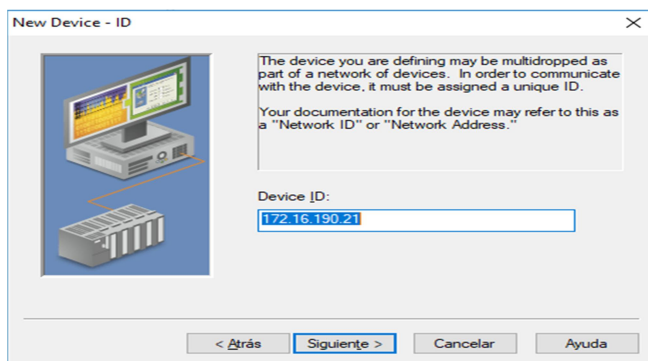 New Device - ID
The device you are defining may be multidropped as
part of a network of devices.  In order to communicate
with the device, it must be assigned a unique ID.
Your documentation for the device may refer to this as
a "Network ID" or "Network Address."
Device ID:
172.16.190.21
< Atrás
Siguiente >
Cancelar
Ayuda